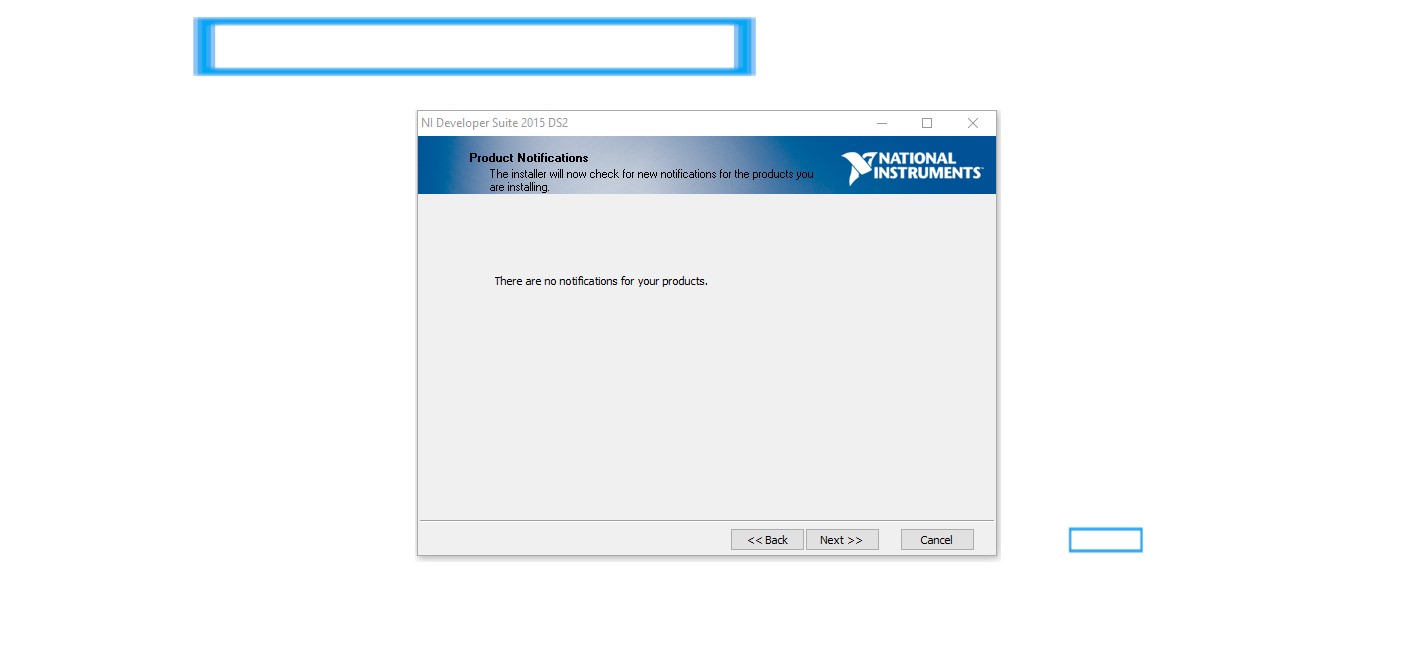 NI Developer Suite 2015 DS2
Product Notifications
The installer will now check for new notifications for the products you
are installing.
NATIONAL
INSTRUMENTS
There are no notifications for your products.
<< Back
Next >>
Cancel